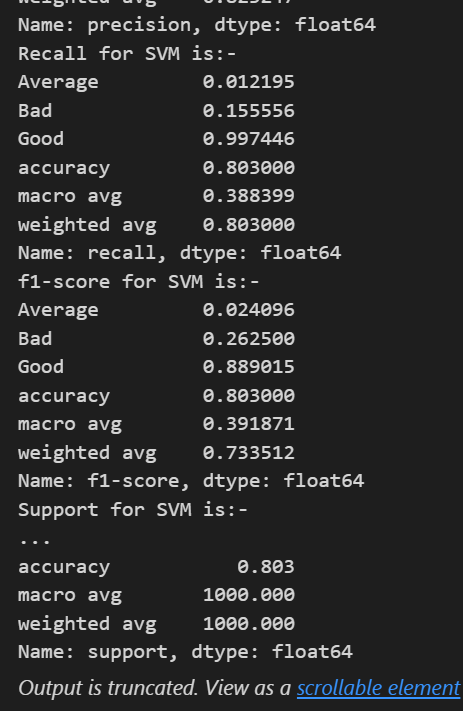 weighted avg    0.823247
Name: precision, dtype: float64
Recall for SVM is:-
Average         0.012195
Bad             0.155556
Good            0.997446
accuracy        0.803000
macro avg       0.388399
weighted avg    0.803000
Name: recall, dtype: float64
f1-score for SVM is:-
Average         0.024096
Bad             0.262500
Good            0.889015
accuracy        0.803000
macro avg       0.391871
weighted avg    0.733512
Name: f1-score, dtype: float64
Support for SVM is:-
...
accuracy           0.803
macro avg       1000.000
weighted avg    1000.000
Name: support, dtype: float64
Output is truncated. View as a scrollable element